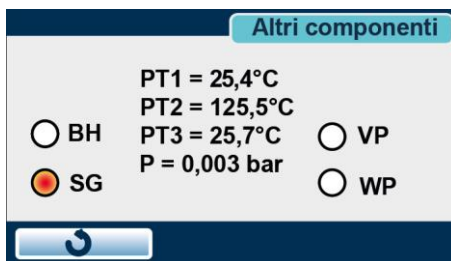 Altri componenti
PT1 = 25,4°C
PT2 = 125,5°C
BH
PT3 = 25,7°C
VP
P = 0,003 bar
SG
WP